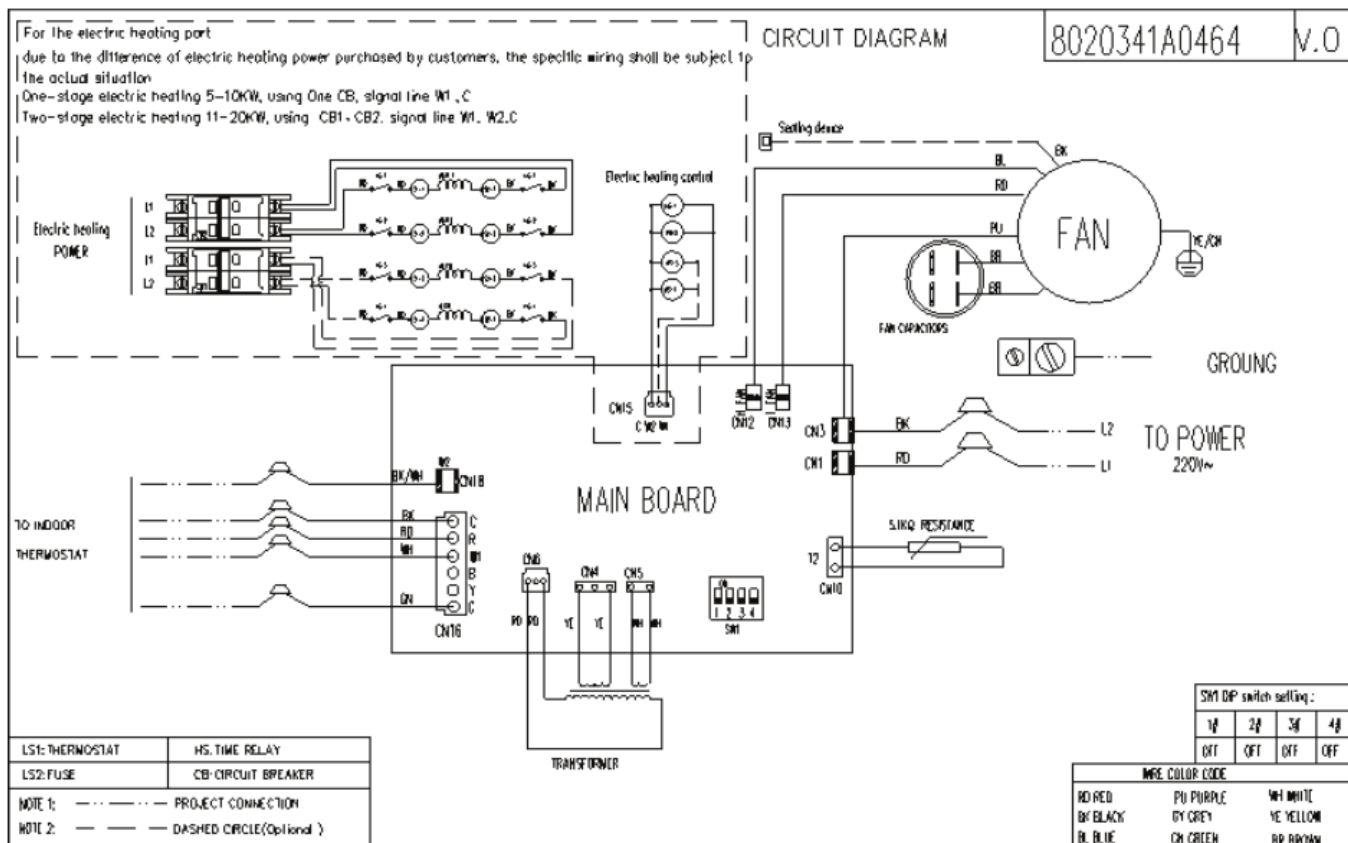 For the electric heating part
due to the difference of electric heating power purchased by customers, the specific wiring shall be subject to
the actual situation
One-stage electric heating 5-10KW, using One CB, signal line W1 ,C
Two-stage electric heating 11-20KW, using CB1、CB2. signal line W1. W2.C
CIRCUIT DIAGRAM
8020341A0464
V.0
BK
BL
RD
FAN
PU
BR
BR
YE/GN
FAN CAPACITORS
Electric heating control
Electric heating
POWER
L1
L2
L1
L2
GROUNG
CN15
C W2 W1
CN12
CN13
CN3
BK
L2
CN1
RD
L1
TO POWER
220V~
MAIN BOARD
W2
BK/WH
CN18
TO INDOOR
THERMOSTAT
BK
C
RD
R
WH
W1
B
Y
GN
G
CN16
CN6
CN4
CN5
RD
RD
YE
YE
WH
WH
TRANSFORMER
ON
1 2 3 4
SW1
5.1KΩ RESISTANCE
T2
CN10
SW1 DIP switch setting:
1# 2# 3# 4#
OFF OFF OFF OFF
LS1: THERMOSTAT
HS. TIME RELAY
LS2: FUSE
CB: CIRCUIT BREAKER
NOTE 1: PROJECT CONNECTION
NOTE 2: DASHED CIRCLE(Optional )
WIRE COLOR CODE
RD RED PU PURPLE WH WHITE
BK BLACK GY GREY YE YELLOW
BL BLUE GN GREEN BR BROWN